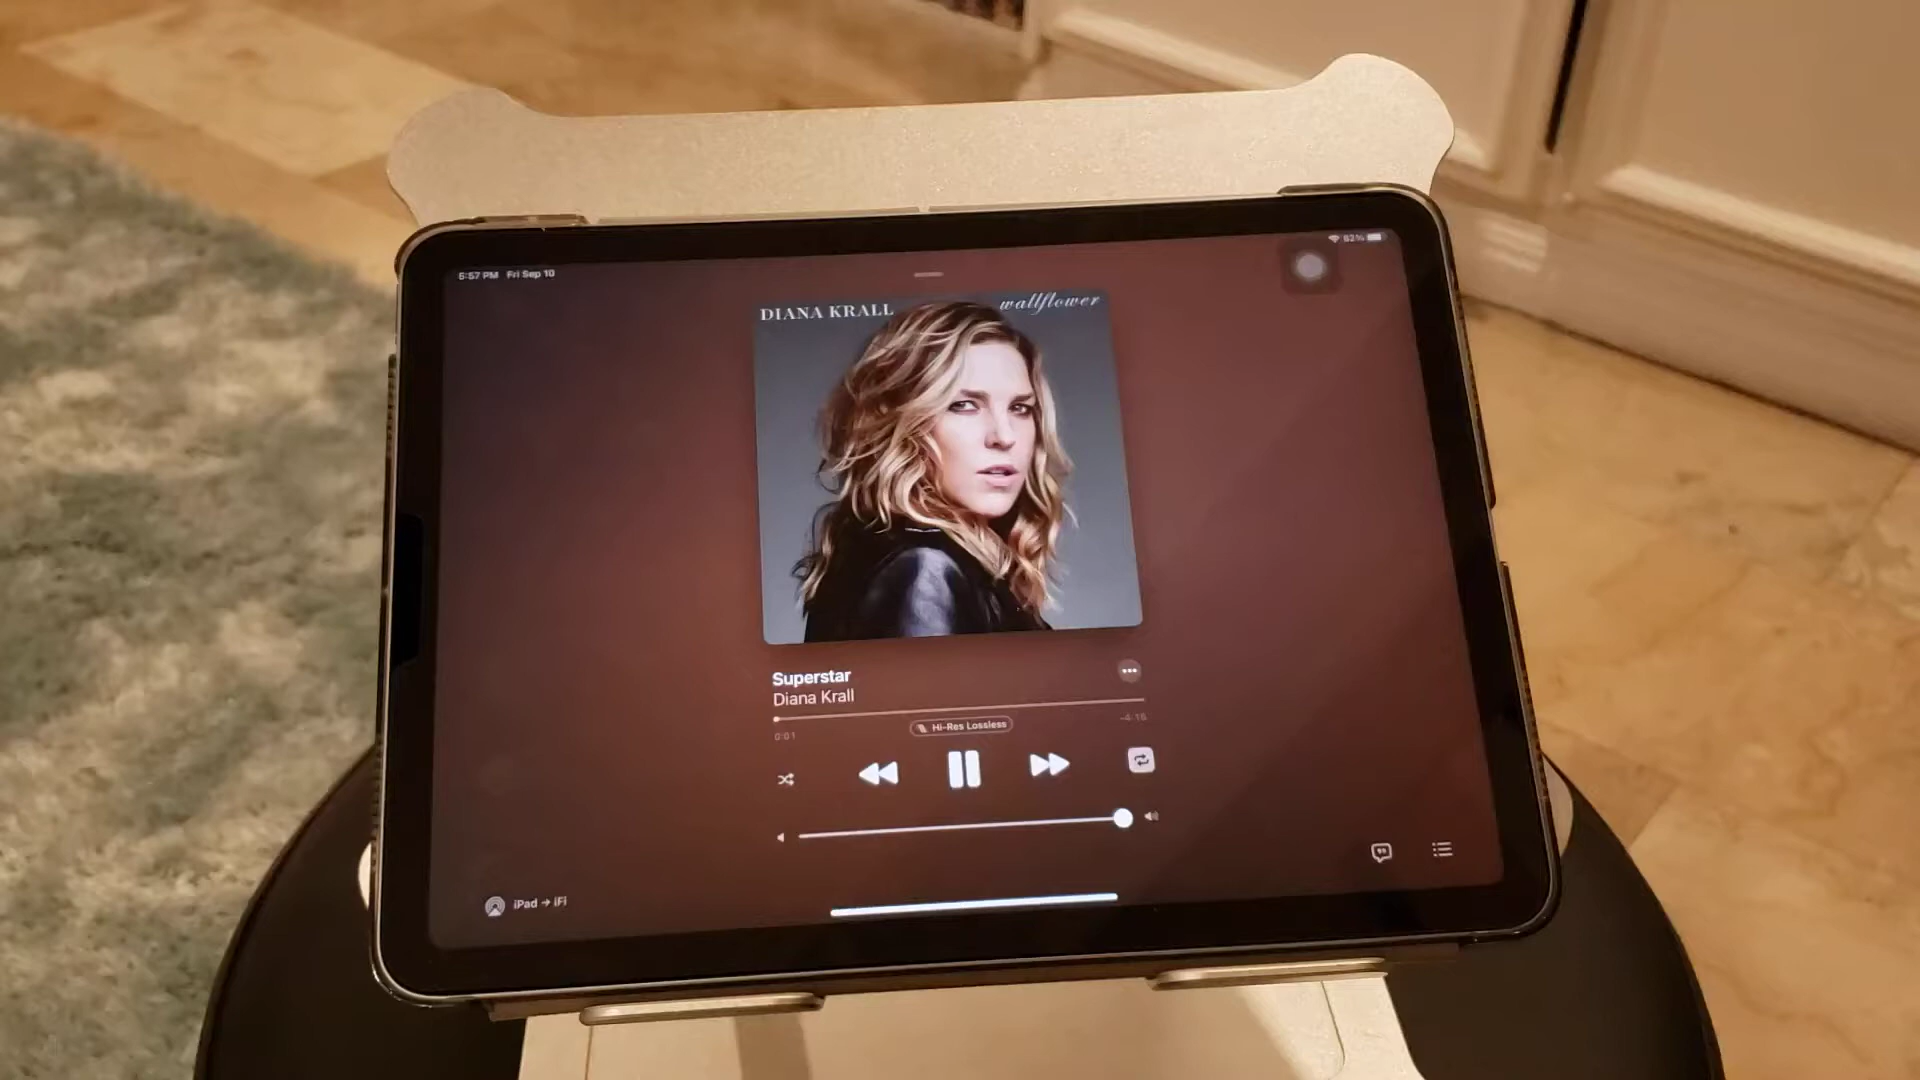 5:57 PM Fri Sep 10
62%
DIANA KRALL
wallflower
Superstar
Diana Krall
0:01
Hi-Res Lossless
-4:16
iPad → iFi